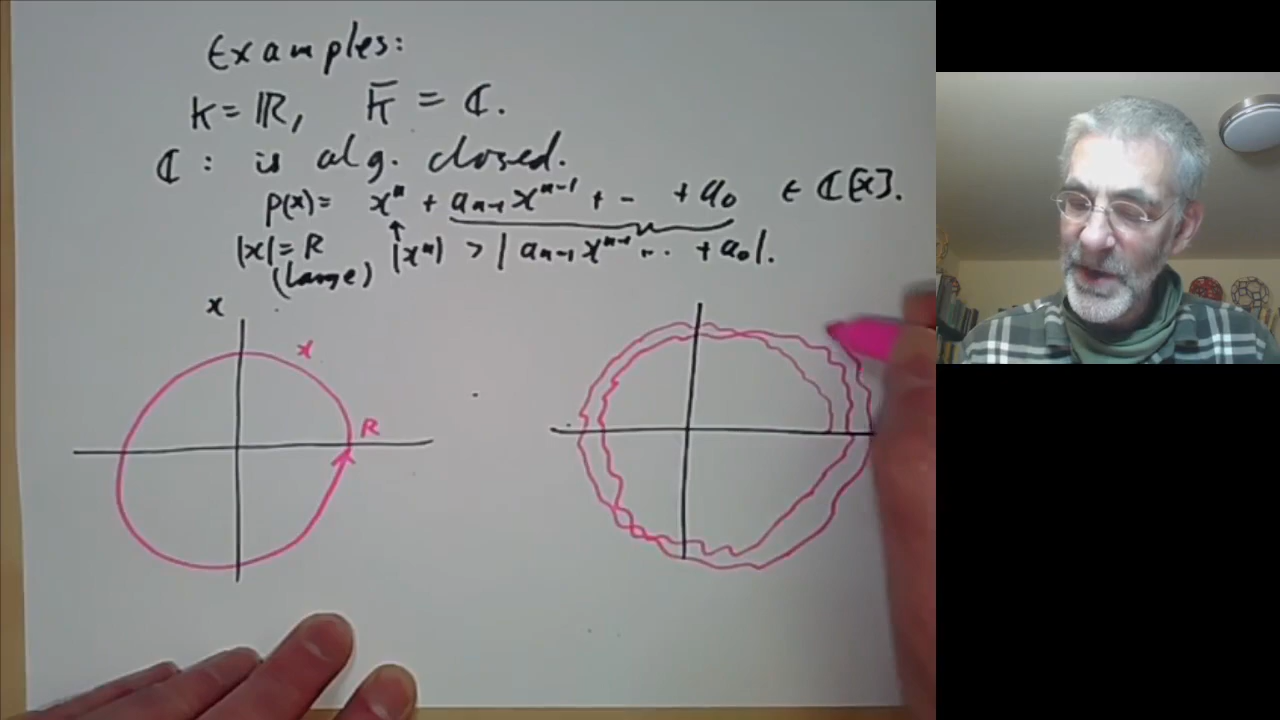 Examples:
K = ℝ, K̄ = ℂ.
ℂ : is alg. closed.
p(x) = xⁿ + aₙ₋₁xⁿ⁻¹ + - + a₀ ∈ ℂ[x].
|x| = R |xⁿ| > | aₙ₋₁xⁿ⁻¹ ... + a₀ |.
(large)
x
x
R